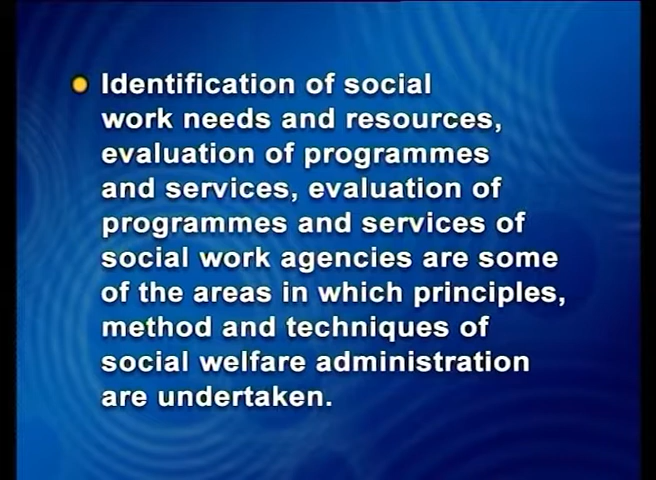 Identification of social
work needs and resources,
evaluation of programmes
and services, evaluation of
programmes and services of
social work agencies are some
of the areas in which principles,
method and techniques of
social welfare administration
are undertaken.